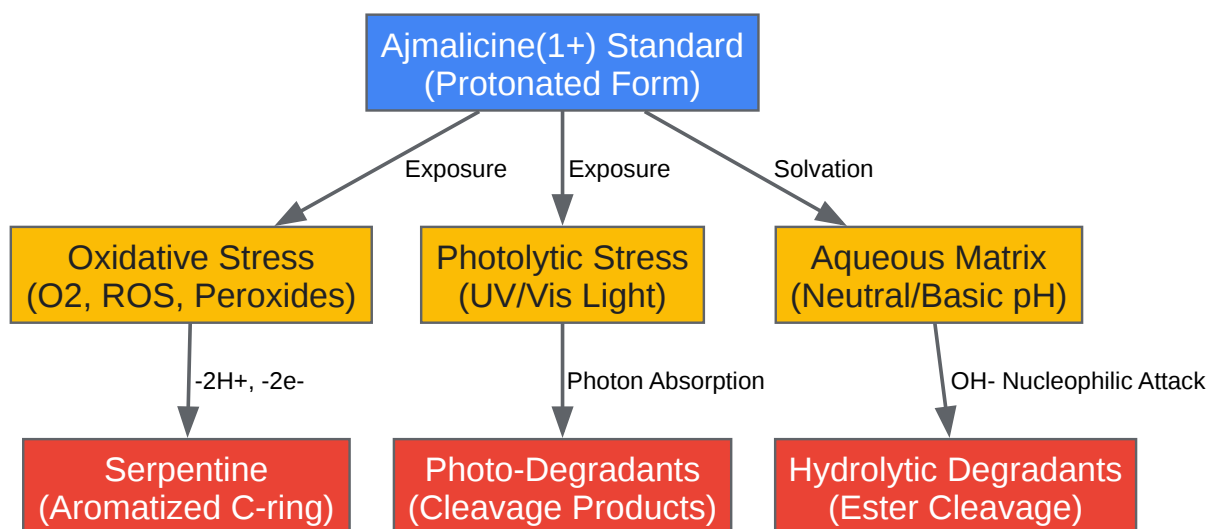 Ajmalicine(1+) Standard
(Protonated Form)
Exposure
Exposure
Solvation
Oxidative Stress
(O2, ROS, Peroxides)
Photolytic Stress
(UV/Vis Light)
Aqueous Matrix
(Neutral/Basic pH)
-2H+, -2e-
Photon Absorption
OH- Nucleophilic Attack
Serpentine
(Aromatized C-ring)
Photo-Degradants
(Cleavage Products)
Hydrolytic Degradants
(Ester Cleavage)